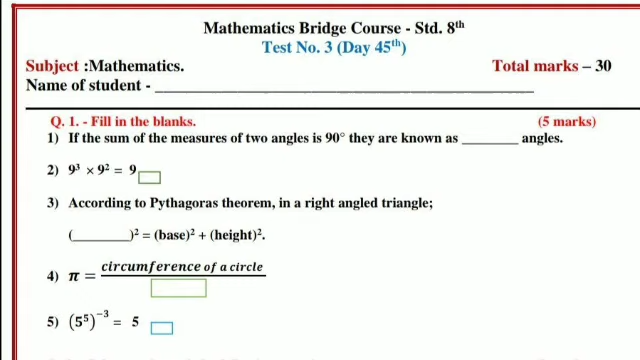 Mathematics Bridge Course - Std. 8th
Test No. 3 (Day 45th)
Subject :Mathematics. Total marks – 30
Name of student - ___________
Q. 1. - Fill in the blanks. (5 marks)
1) If the sum of the measures of two angles is 90° they are known as ________ angles.
2) 9³ × 9² = 9
3) According to Pythagoras theorem, in a right angled triangle;
(________)² = (base)² + (height)².
4) π = circumference of a circle
5) (5⁵)⁻³ = 5